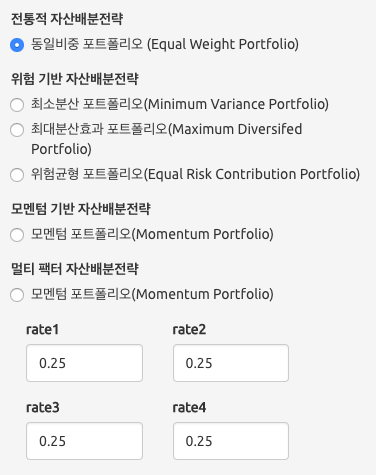 전통적 자산배분전략
동일비중 포트폴리오 (Equal Weight Portfolio)
위험 기반 자산배분전략
최소분산 포트폴리오(Minimum Variance Portfolio)
최대분산효과 포트폴리오(Maximum Diversifed
Portfolio)
위험균형 포트폴리오(Equal Risk Contribution Portfolio)
모멘텀 기반 자산배분전략
모멘텀 포트폴리오(Momentum Portfolio)
멀티 팩터 자산배분전략
모멘텀 포트폴리오(Momentum Portfolio)
rate1 rate2
0.25 0.25
rate3 rate4
0.25 0.25